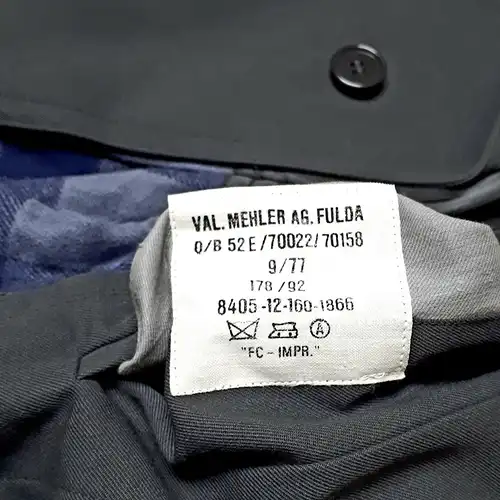 VAL. MEHLER AG. FULDA
Q/B 52 E/70022/70158
9/77
178/92
8405-12-160-1866
A
"FC-IMPR."